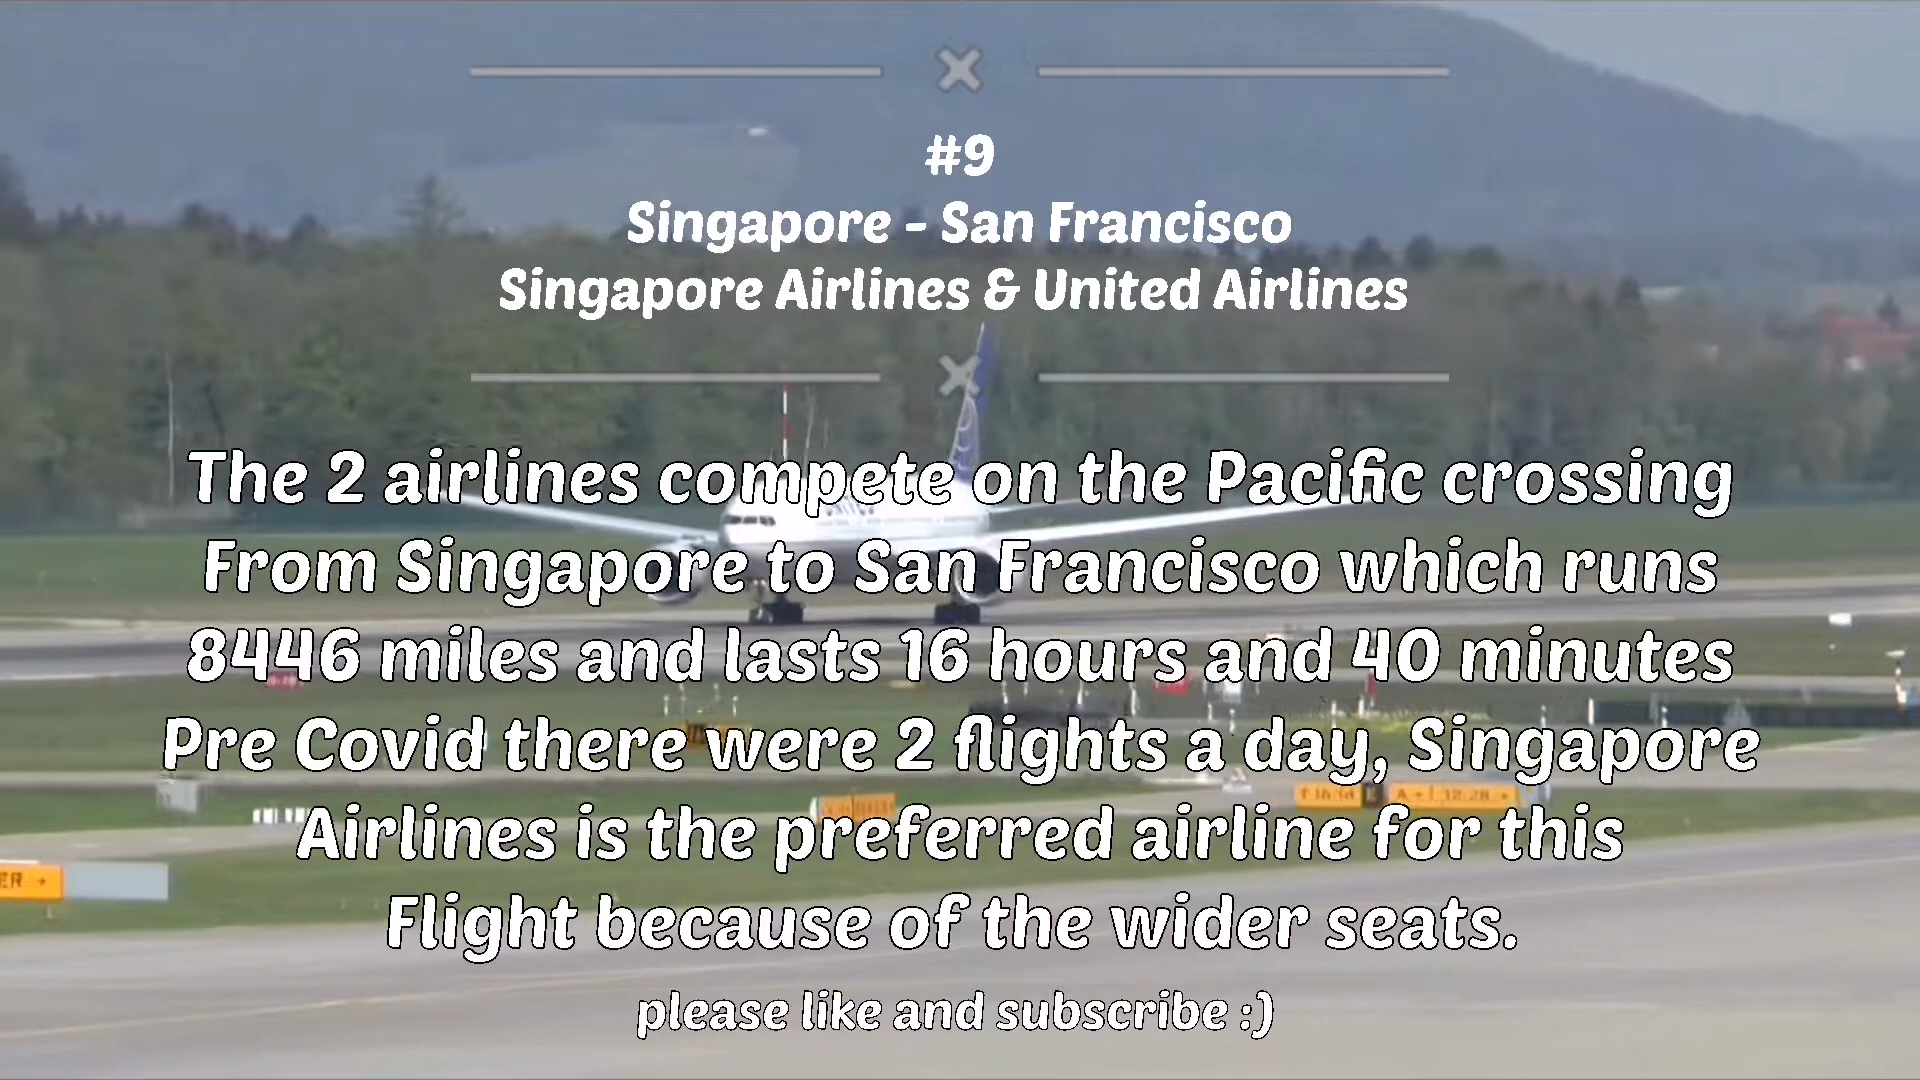 #9
Singapore - San Francisco
Singapore Airlines & United Airlines
The 2 airlines compete on the Pacific crossing
From Singapore to San Francisco which runs
8446 miles and lasts 16 hours and 40 minutes
Pre Covid there were 2 flights a day, Singapore
Airlines is the preferred airline for this
Flight because of the wider seats.
please like and subscribe :)